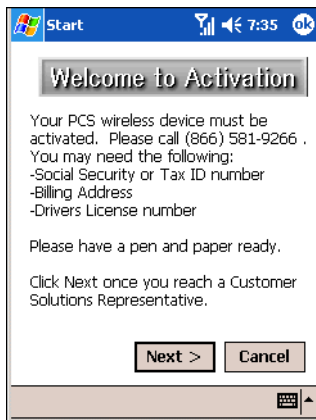 Start 7:35 ok
Welcome to Activation
Your PCS wireless device must be
activated.  Please call (866) 581-9266 .
You may need the following:
-Social Security or Tax ID number
-Billing Address
-Drivers License number
Please have a pen and paper ready.
Click Next once you reach a Customer
Solutions Representative.
Next > Cancel